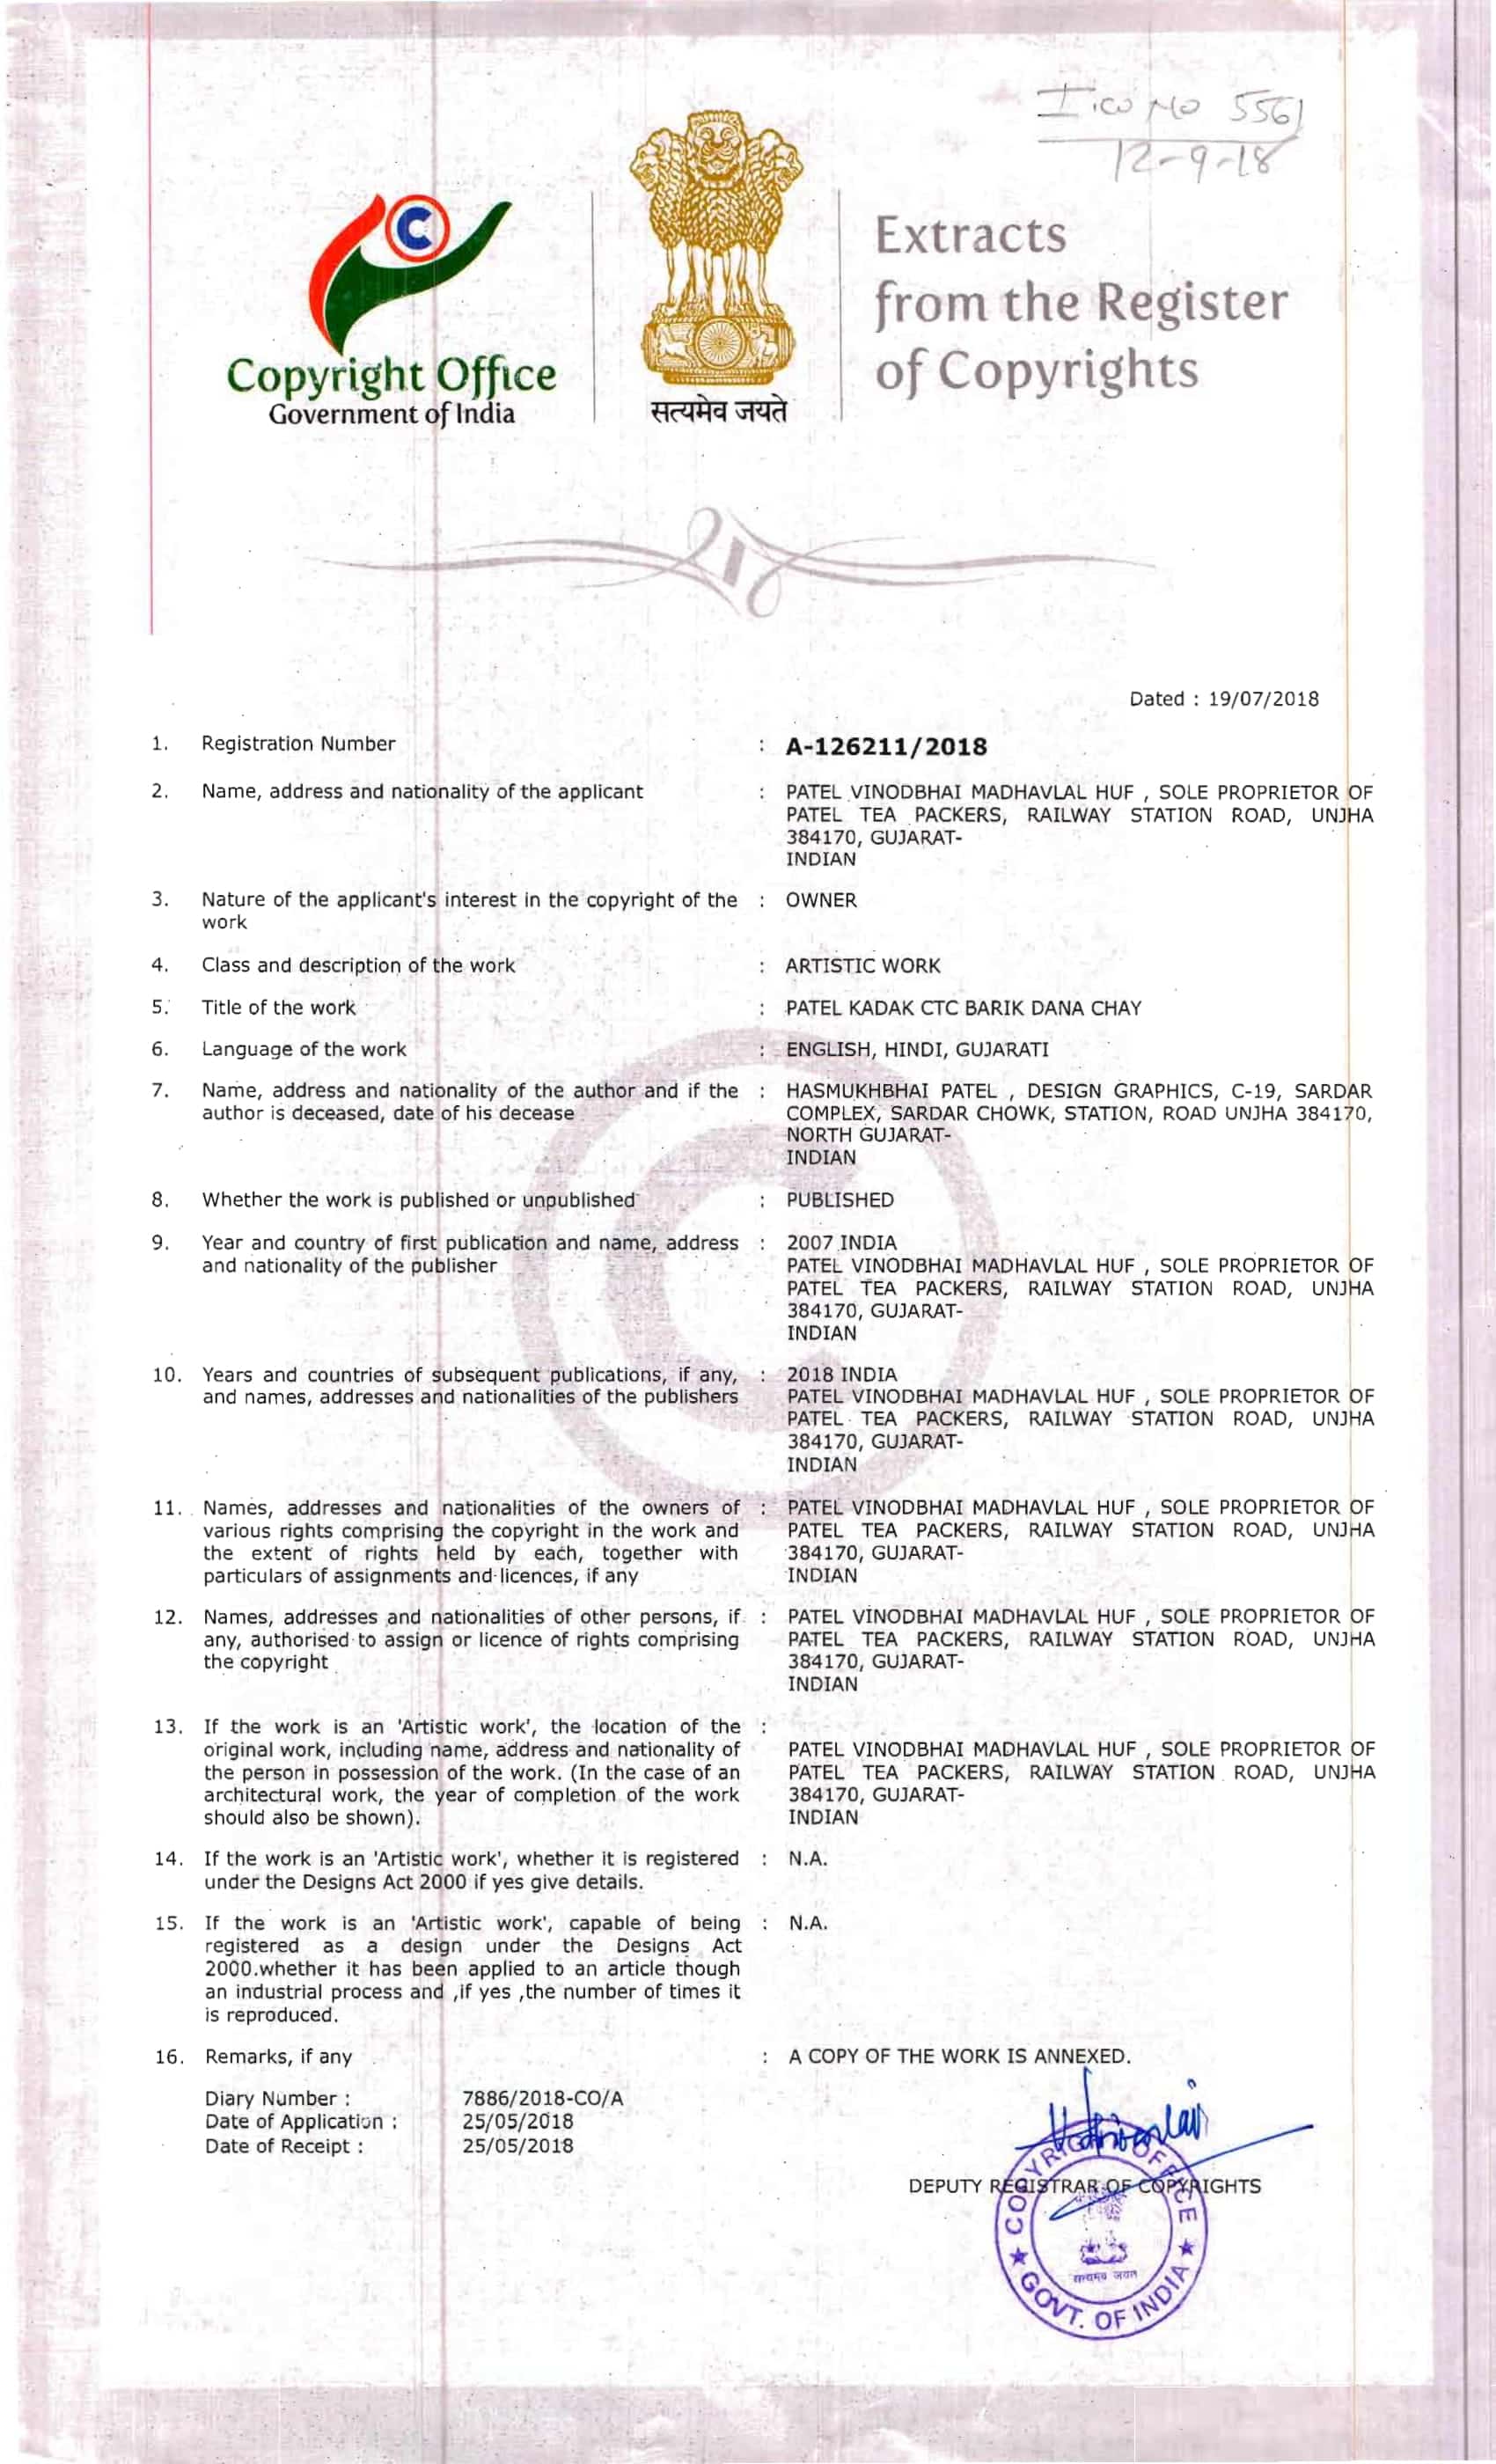 I.CO NO 5561
12-9-18
C
Copyright Office
Government of India
सत्यमेव जयते
Extracts
from the Register
of Copyrights
Dated : 19/07/2018
1. Registration Number : A-126211/2018
2. Name, address and nationality of the applicant : PATEL VINODBHAI MADHAVLAL HUF , SOLE PROPRIETOR OF
PATEL TEA PACKERS, RAILWAY STATION ROAD, UNJHA
384170, GUJARAT-
INDIAN
3. Nature of the applicant's interest in the copyright of the : OWNER
work
4. Class and description of the work : ARTISTIC WORK
5. Title of the work : PATEL KADAK CTC BARIK DANA CHAY
6. Language of the work : ENGLISH, HINDI, GUJARATI
7. Name, address and nationality of the author and if the : HASMUKHBHAI PATEL , DESIGN GRAPHICS, C-19, SARDAR
author is deceased, date of his decease COMPLEX, SARDAR CHOWK, STATION, ROAD UNJHA 384170,
NORTH GUJARAT-
INDIAN
8. Whether the work is published or unpublished : PUBLISHED
9. Year and country of first publication and name, address : 2007 INDIA
and nationality of the publisher PATEL VINODBHAI MADHAVLAL HUF , SOLE PROPRIETOR OF
PATEL TEA PACKERS, RAILWAY STATION ROAD, UNJHA
384170, GUJARAT-
INDIAN
10. Years and countries of subsequent publications, if any, : 2018 INDIA
and names, addresses and nationalities of the publishers PATEL VINODBHAI MADHAVLAL HUF , SOLE PROPRIETOR OF
PATEL TEA PACKERS, RAILWAY STATION ROAD, UNJHA
384170, GUJARAT-
INDIAN
11. Names, addresses and nationalities of the owners of : PATEL VINODBHAI MADHAVLAL HUF , SOLE PROPRIETOR OF
various rights comprising the copyright in the work and PATEL TEA PACKERS, RAILWAY STATION ROAD, UNJHA
the extent of rights held by each, together with 384170, GUJARAT-
particulars of assignments and licences, if any INDIAN
12. Names, addresses and nationalities of other persons, if : PATEL VINODBHAI MADHAVLAL HUF , SOLE PROPRIETOR OF
any, authorised to assign or licence of rights comprising PATEL TEA PACKERS, RAILWAY STATION ROAD, UNJHA
the copyright 384170, GUJARAT-
INDIAN
13. If the work is an 'Artistic work', the location of the :
original work, including name, address and nationality of PATEL VINODBHAI MADHAVLAL HUF , SOLE PROPRIETOR OF
the person in possession of the work. (In the case of an PATEL TEA PACKERS, RAILWAY STATION ROAD, UNJHA
architectural work, the year of completion of the work 384170, GUJARAT-
should also be shown). INDIAN
14. If the work is an 'Artistic work', whether it is registered : N.A.
under the Designs Act 2000 if yes give details.
15. If the work is an 'Artistic work', capable of being : N.A.
registered as a design under the Designs Act
2000.whether it has been applied to an article though
an industrial process and ,if yes ,the number of times it
is reproduced.
16. Remarks, if any : A COPY OF THE WORK IS ANNEXED.
Diary Number : 7886/2018-CO/A
Date of Application : 25/05/2018
Date of Receipt : 25/05/2018
DEPUTY REGISTRAR OF COPYRIGHTS
COPYRIGHT OFFICE
सत्यमेव जयते
★ GOVT. OF INDIA ★